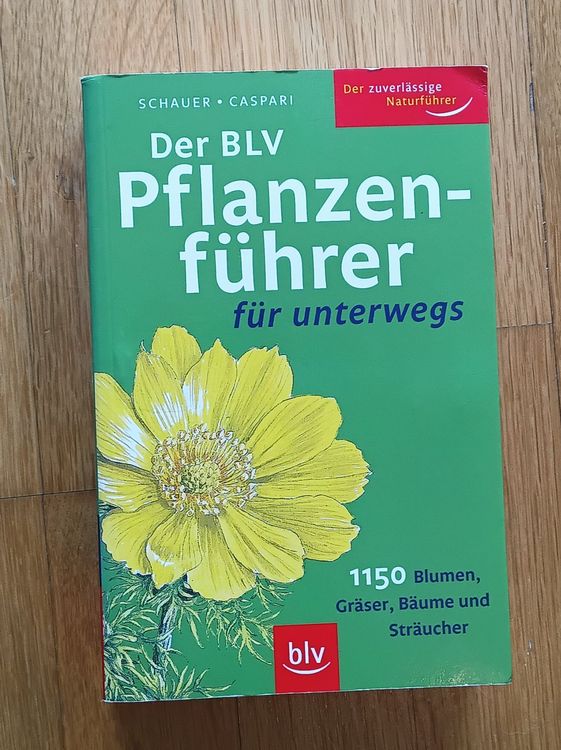 SCHAUER • CASPARI
Der zuverlässige
Naturführer
Der BLV
Pflanzen-
führer
für unterwegs
1150 Blumen,
Gräser, Bäume und
Sträucher
blv